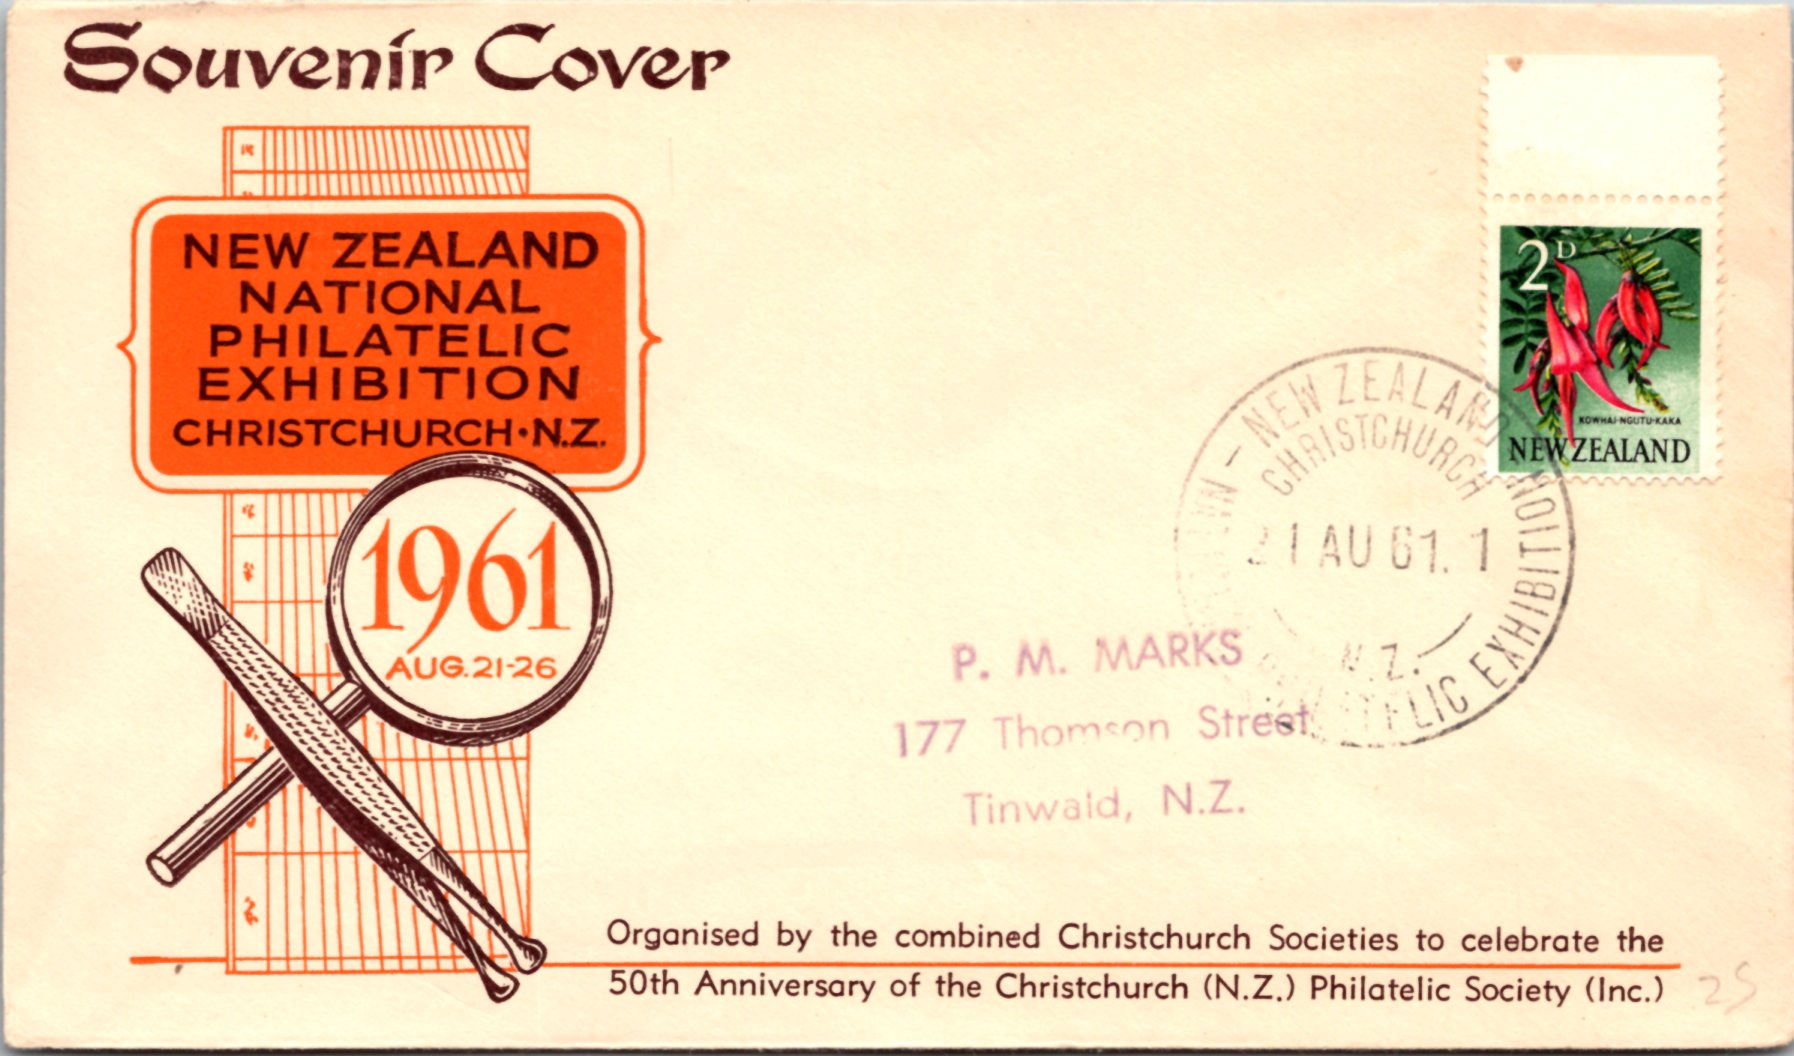 Souvenir Cover
NEW ZEALAND
NATIONAL
PHILATELIC
EXHIBITION
CHRISTCHURCH•N.Z.
1961
AUG.21-26
2D
KOWHAI-NGUTU-KAKA
NEW ZEALAND
NEW ZEALAND
PHILATELIC EXHIBITION
CHRISTCHURCH
21 AU 61. 1
N.Z.
P. M. MARKS
177 Thomson Street
Tinwald, N.Z.
Organised by the combined Christchurch Societies to celebrate the
50th Anniversary of the Christchurch (N.Z.) Philatelic Society (Inc.)
25